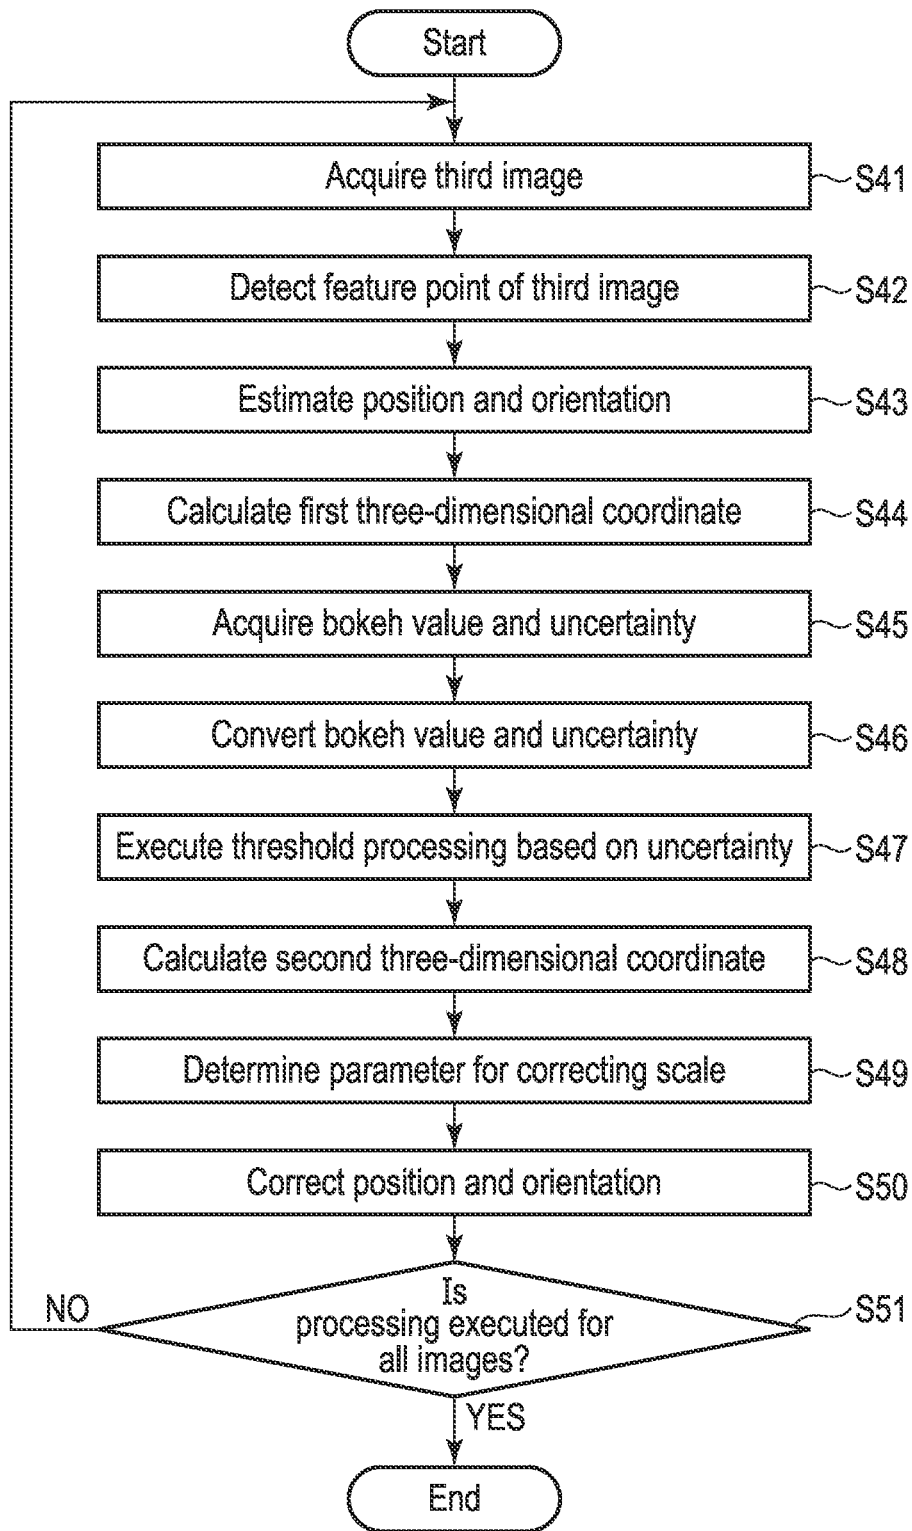 Start
Acquire third image
S41
Detect feature point of third image
S42
Estimate position and orientation
S43
Calculate first three-dimensional coordinate
S44
Acquire bokeh value and uncertainty
S45
Convert bokeh value and uncertainty
S46
Execute threshold processing based on uncertainty
S47
Calculate second three-dimensional coordinate
S48
Determine parameter for correcting scale
S49
Correct position and orientation
S50
Is
processing executed for
all images?
S51
NO
YES
End